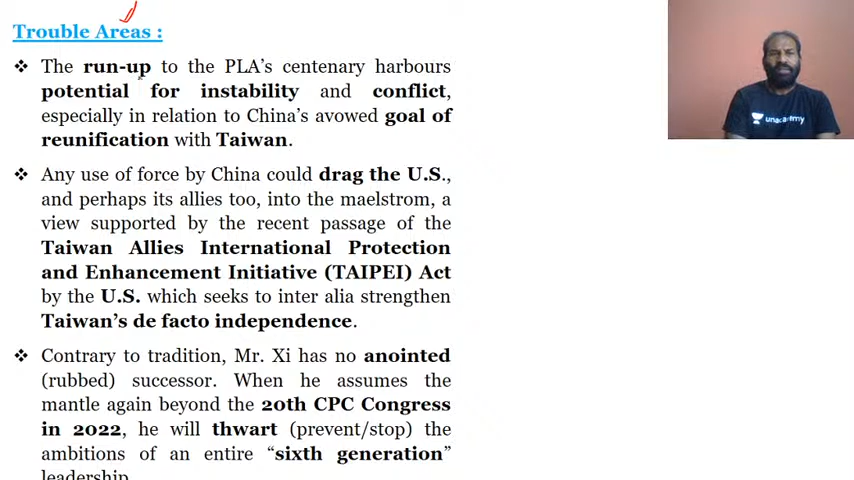 Trouble Areas :
❖ The run-up to the PLA's centenary harbours
potential for instability and conflict,
especially in relation to China's avowed goal of
reunification with Taiwan.
❖ Any use of force by China could drag the U.S.,
and perhaps its allies too, into the maelstrom, a
view supported by the recent passage of the
Taiwan Allies International Protection
and Enhancement Initiative (TAIPEI) Act
by the U.S. which seeks to inter alia strengthen
Taiwan's de facto independence.
❖ Contrary to tradition, Mr. Xi has no anointed
(rubbed) successor. When he assumes the
mantle again beyond the 20th CPC Congress
in 2022, he will thwart (prevent/stop) the
ambitions of an entire "sixth generation"
leadership.
unacademy